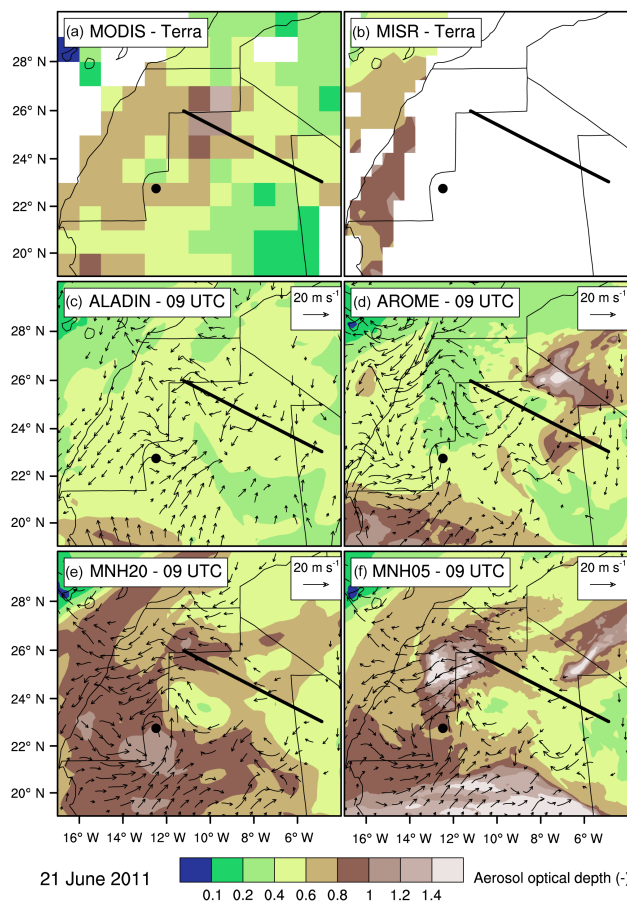 (a) MODIS - Terra
(b) MISR - Terra
28° N
26° N
24° N
22° N
20° N
(c) ALADIN - 09 UTC
20 m s⁻¹
(d) AROME - 09 UTC
20 m s⁻¹
28° N
26° N
24° N
22° N
20° N
(e) MNH20 - 09 UTC
20 m s⁻¹
(f) MNH05 - 09 UTC
20 m s⁻¹
28° N
26° N
24° N
22° N
20° N
16° W 14° W 12° W 10° W 8° W 6° W
16° W 14° W 12° W 10° W 8° W 6° W
21 June 2011
Aerosol optical depth (-)
0.1 0.2 0.4 0.6 0.8 1 1.2 1.4